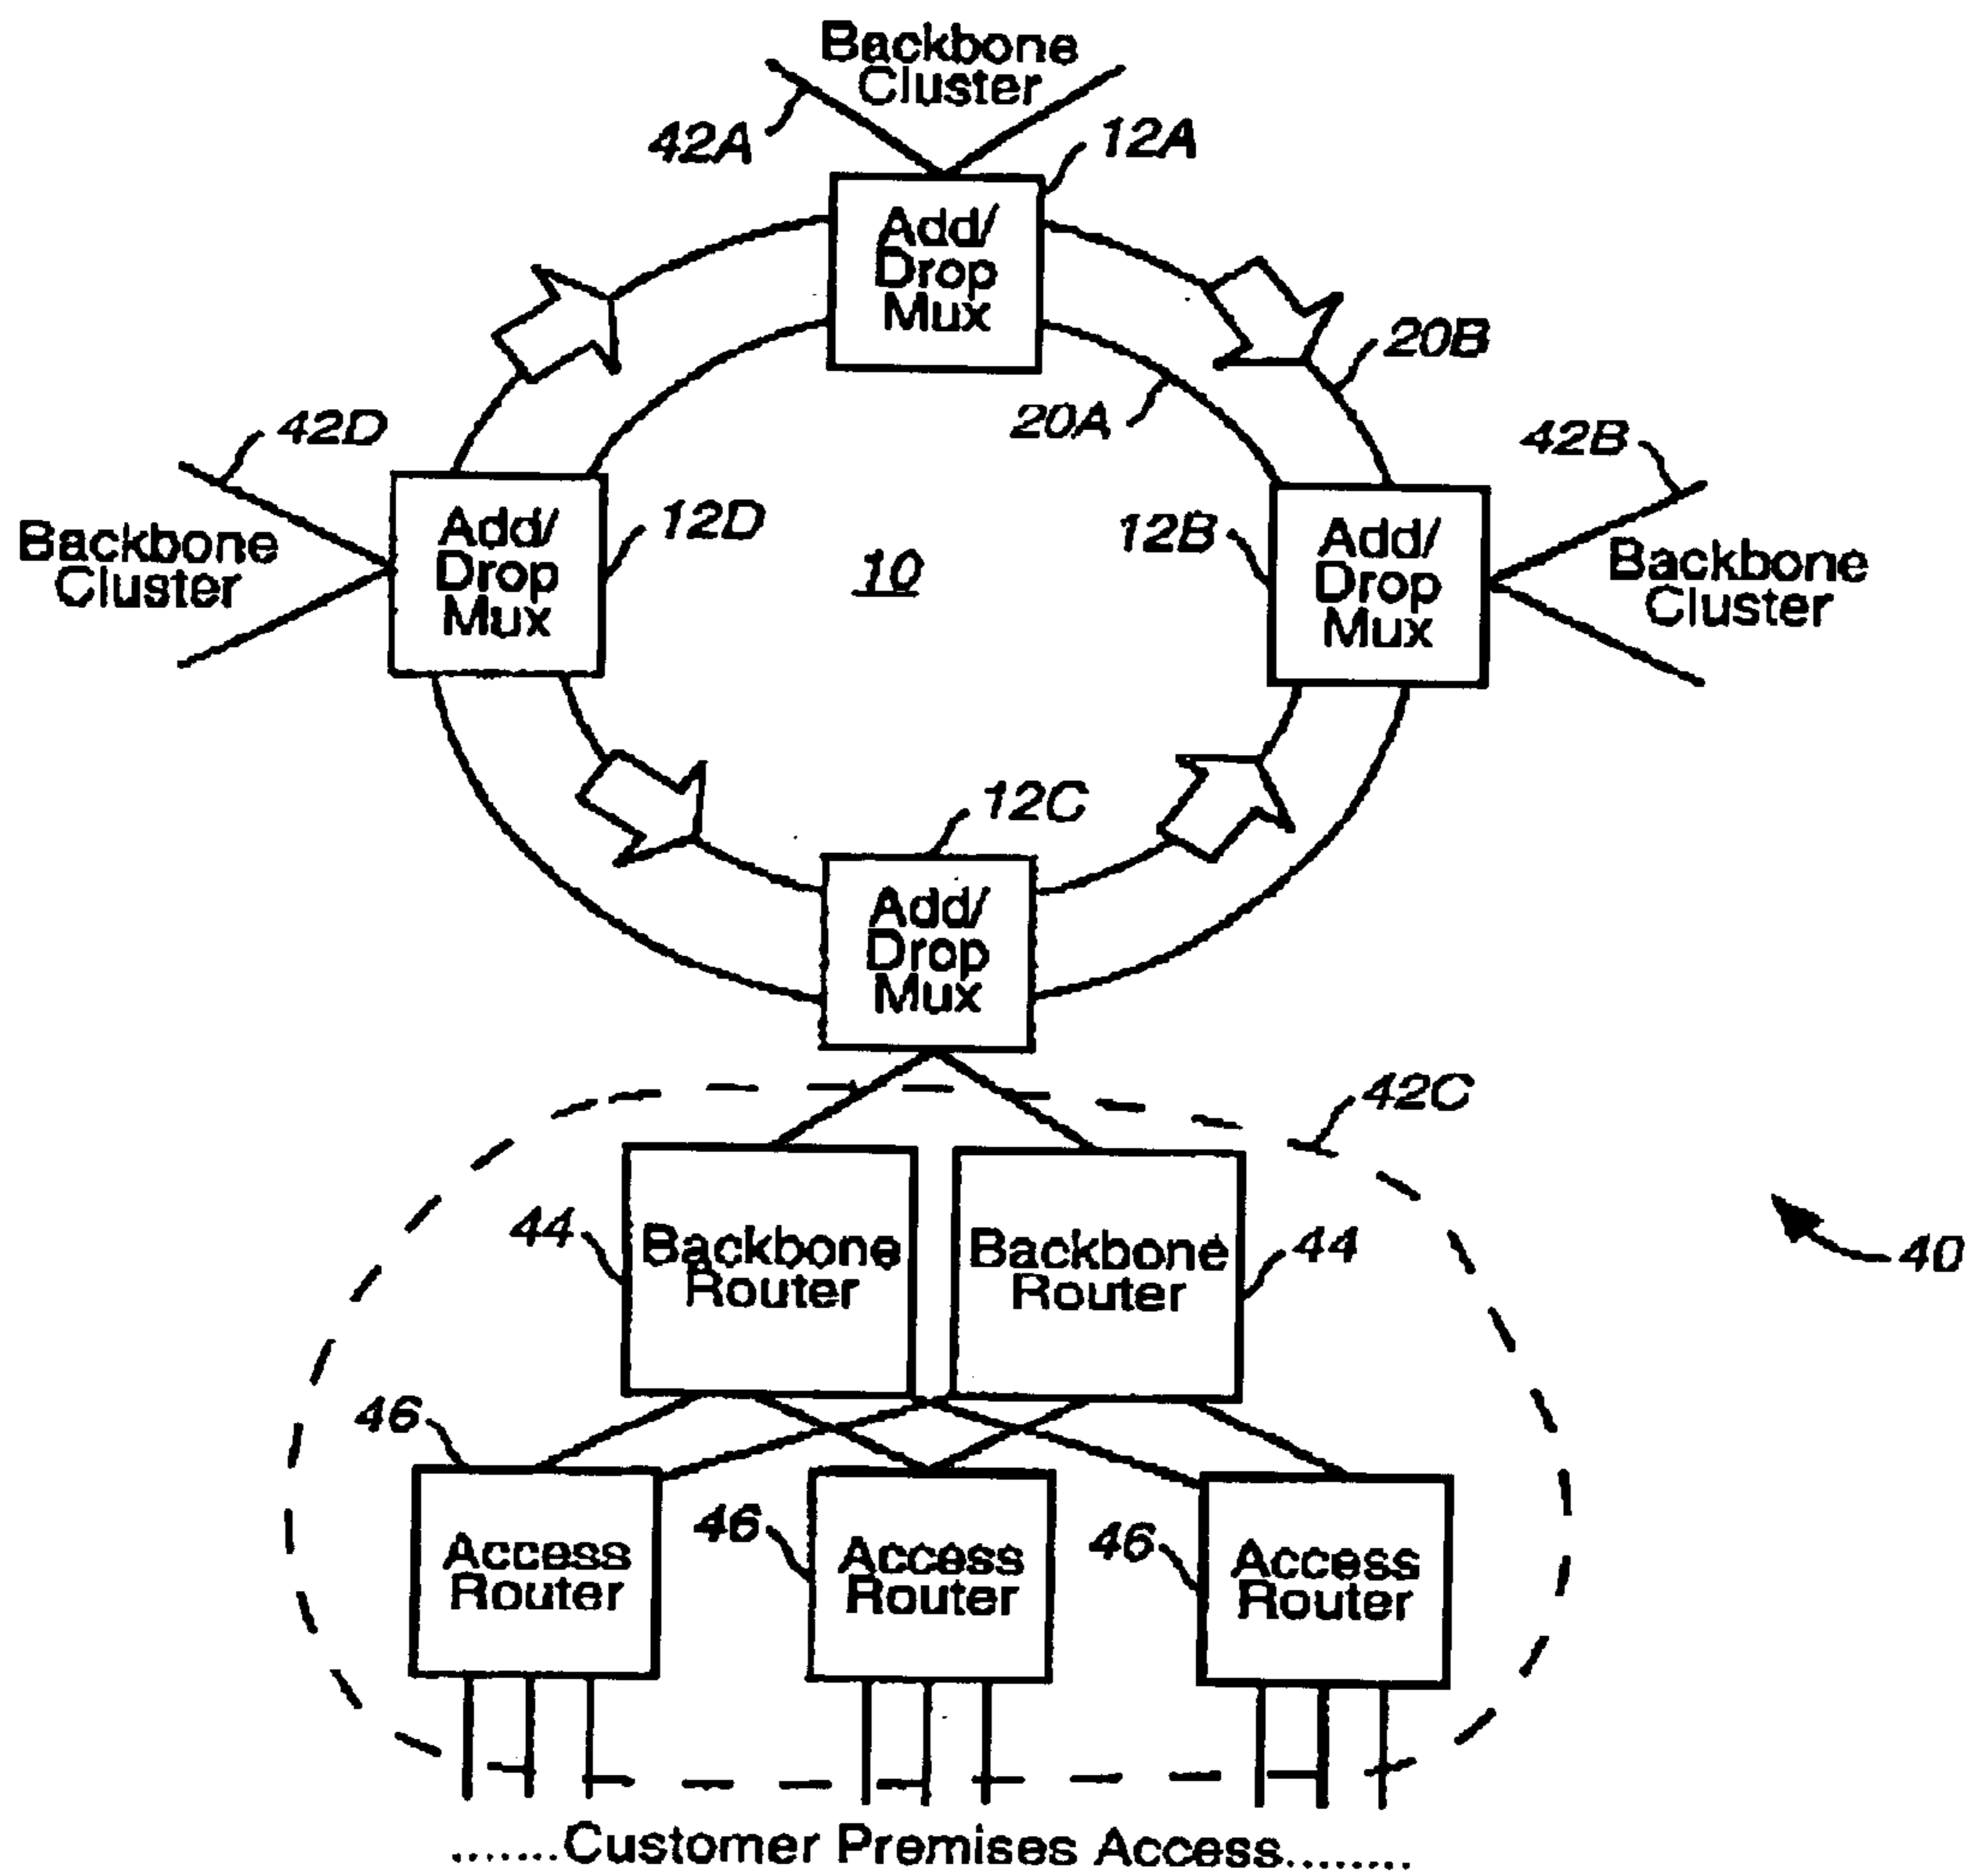 Backbone
Cluster
42A
12A
Add/
Drop
Mux
20B
20A
42D
42B
Backbone
Cluster
Add/
Drop
Mux
12D
10
12B
Add/
Drop
Mux
Backbone
Cluster
12C
Add/
Drop
Mux
42C
44
Backbone
Router
Backbone
Router
44
40
46
Access
Router
46
Access
Router
46
Access
Router
.......Customer Premises Access........